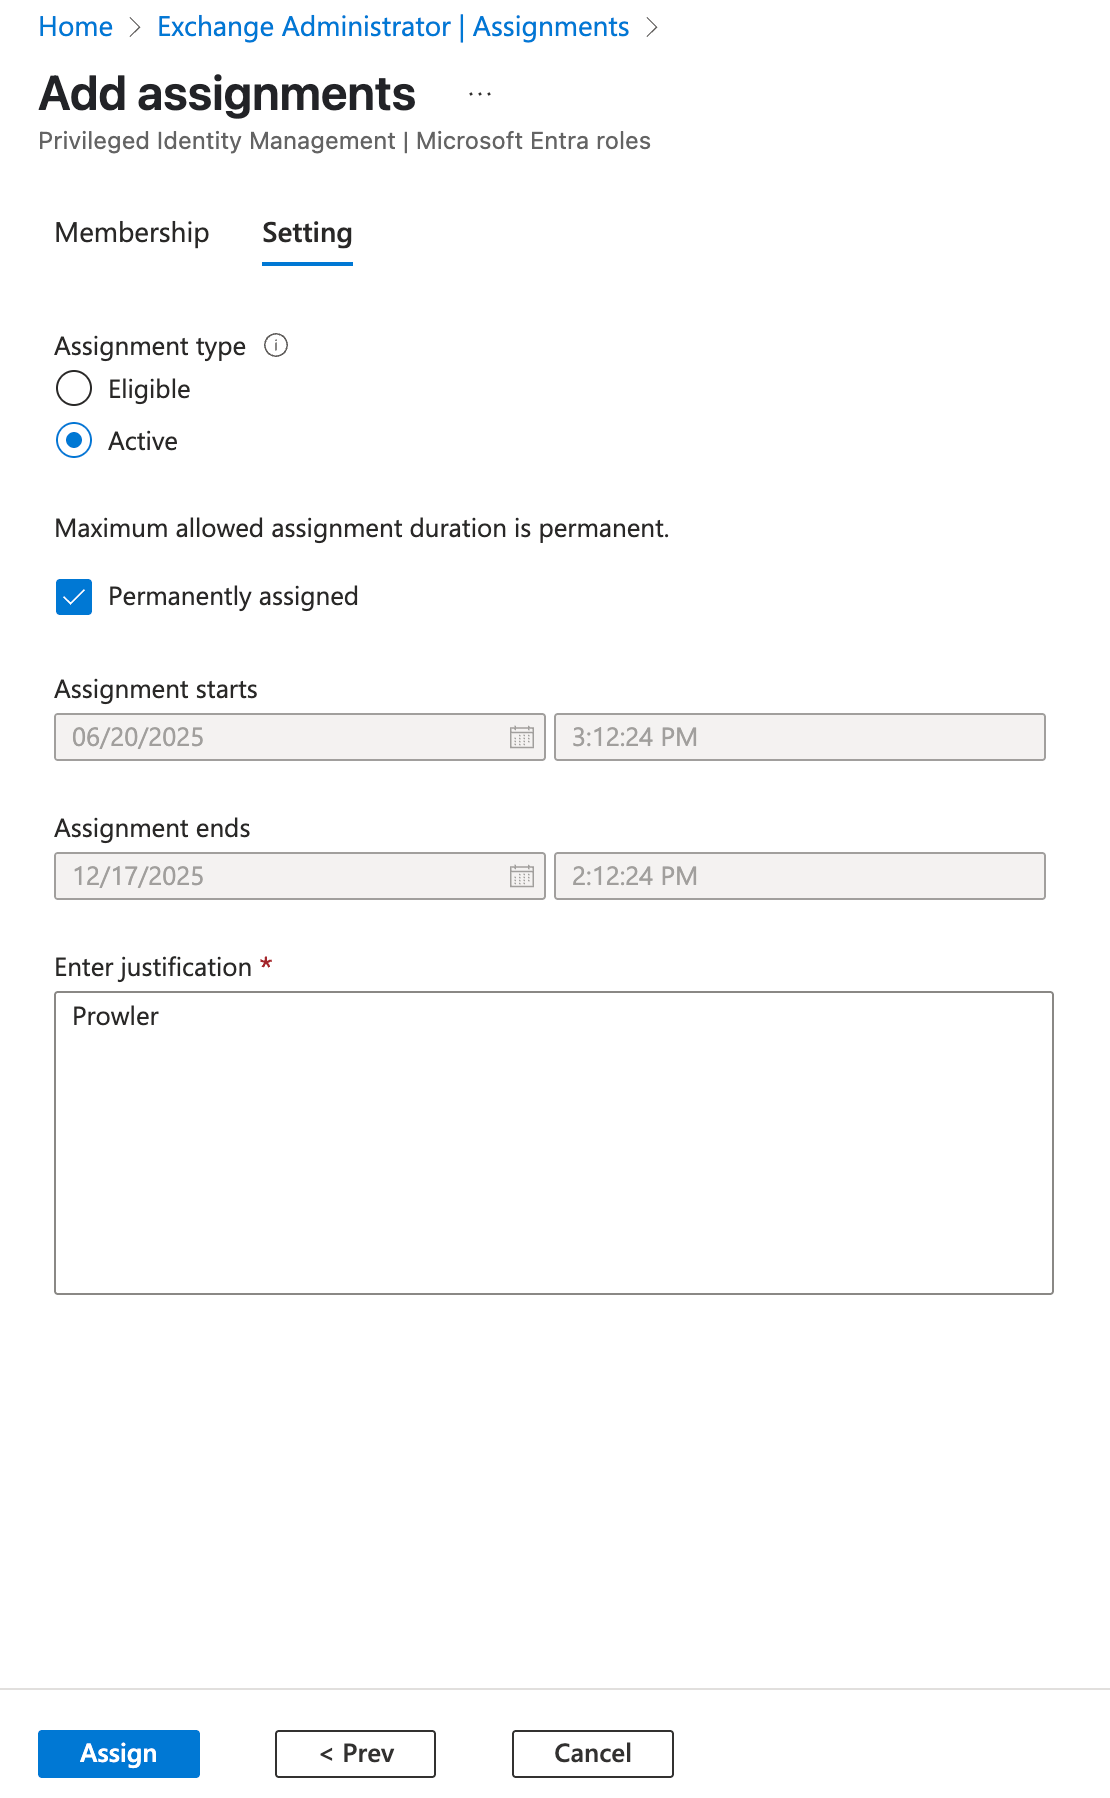 Home > Exchange Administrator | Assignments >
Add assignments ...
Privileged Identity Management | Microsoft Entra roles
Membership Setting
Assignment type
Eligible
Active
Maximum allowed assignment duration is permanent.
Permanently assigned
Assignment starts
06/20/2025 3:12:24 PM
Assignment ends
12/17/2025 2:12:24 PM
Enter justification *
Prowler
Assign < Prev Cancel